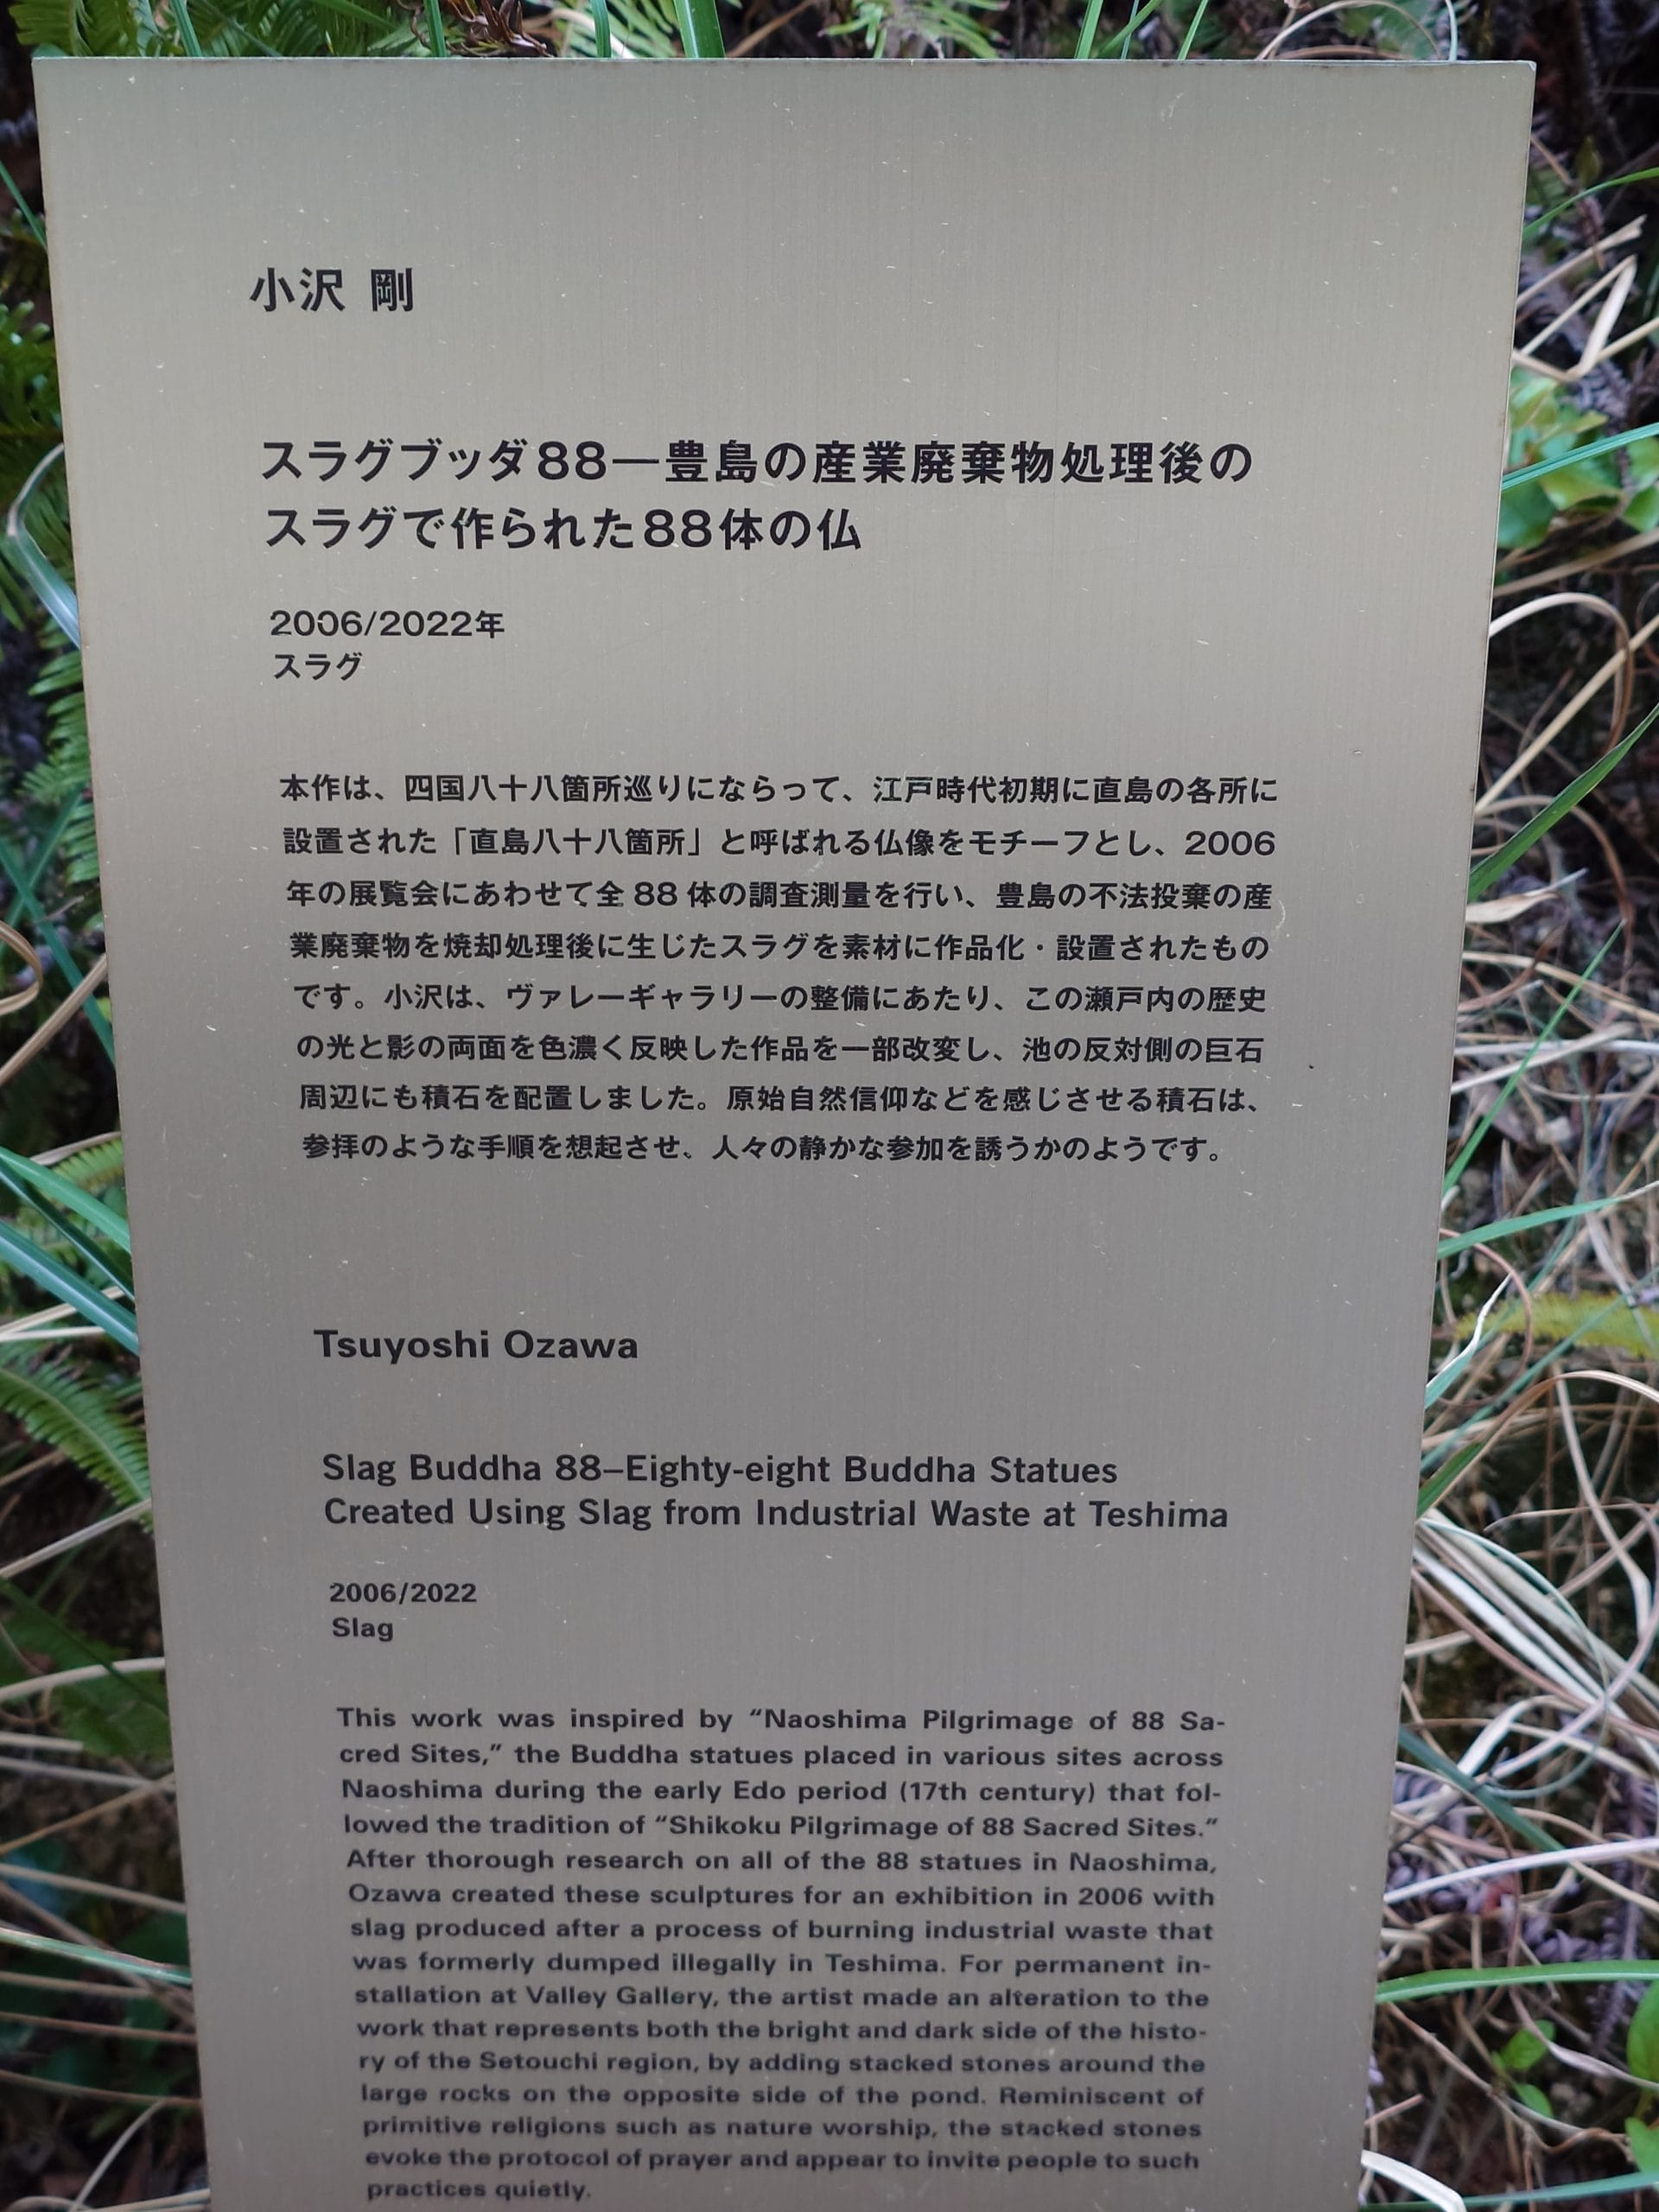 小沢 剛
スラグブッダ88―豊島の産業廃棄物処理後の
スラグで作られた88体の仏
2006/2022年
スラグ
本作は、四国八十八箇所巡りにならって、江戸時代初期に直島の各所に
設置された「直島八十八箇所」と呼ばれる仏像をモチーフとし、2006
年の展覧会にあわせて全 88 体の調査測量を行い、豊島の不法投棄の産
業廃棄物を焼却処理後に生じたスラグを素材に作品化・設置されたもの
です。小沢は、ヴァレーギャラリーの整備にあたり、この瀬戸内の歴史
の光と影の両面を色濃く反映した作品を一部改変し、池の反対側の巨石
周辺にも積石を配置しました。原始自然信仰などを感じさせる積石は、
参拝のような手順を想起させ、人々の静かな参加を誘うかのようです。
Tsuyoshi Ozawa
Slag Buddha 88–Eighty-eight Buddha Statues
Created Using Slag from Industrial Waste at Teshima
2006/2022
Slag
This work was inspired by “Naoshima Pilgrimage of 88 Sa-
cred Sites,” the Buddha statues placed in various sites across
Naoshima during the early Edo period (17th century) that fol-
lowed the tradition of “Shikoku Pilgrimage of 88 Sacred Sites.”
After thorough research on all of the 88 statues in Naoshima,
Ozawa created these sculptures for an exhibition in 2006 with
slag produced after a process of burning industrial waste that
was formerly dumped illegally in Teshima. For permanent in-
stallation at Valley Gallery, the artist made an alteration to the
work that represents both the bright and dark side of the histo-
ry of the Setouchi region, by adding stacked stones around the
large rocks on the opposite side of the pond. Reminiscent of
primitive religions such as nature worship, the stacked stones
evoke the protocol of prayer and appear to invite people to such
practices quietly.